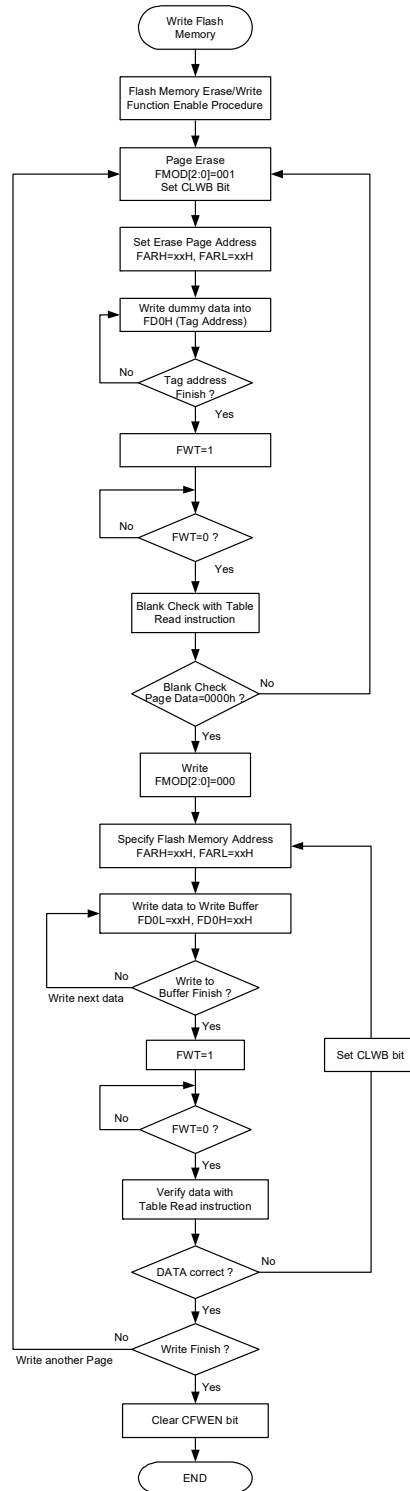 Write Flash
Memory
Flash Memory Erase/Write
Function Enable Procedure
Page Erase
FMOD[2:0]=001
Set CLWB Bit
Set Erase Page Address
FARH=xxH, FARL=xxH
Write dummy data into
FD0H (Tag Address)
No
Tag address
Finish ?
Yes
FWT=1
No
FWT=0 ?
Yes
Blank Check with Table
Read instruction
No
Blank Check
Page Data=0000h ?
Yes
Write
FMOD[2:0]=000
Specify Flash Memory Address
FARH=xxH, FARL=xxH
Write data to Write Buffer
FD0L=xxH, FD0H=xxH
No
Write next data
Write to
Buffer Finish ?
Yes
FWT=1
Set CLWB bit
No
FWT=0 ?
Yes
Verify data with
Table Read instruction
No
DATA correct ?
Yes
No
Write another Page
Write Finish ?
Yes
Clear CFWEN bit
END